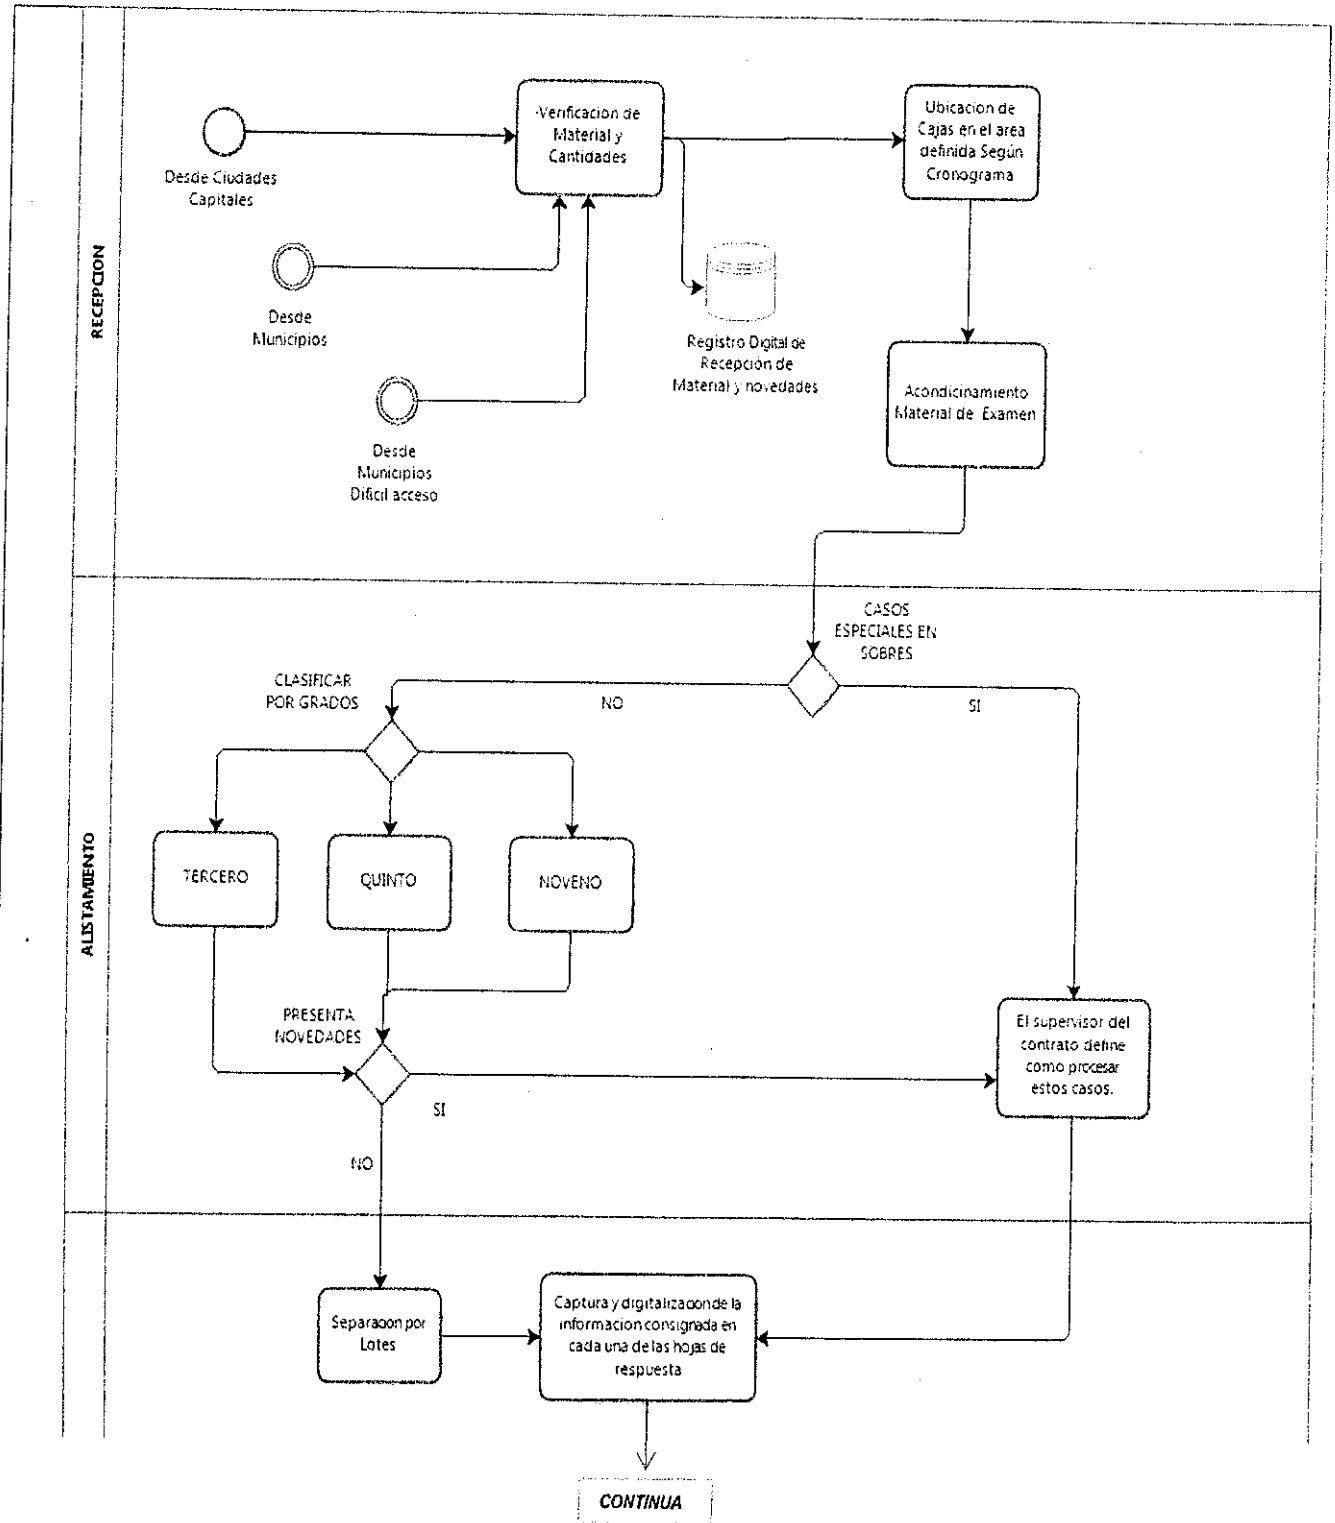 RECEPCION
Desde Ciudades
Capitales
-Verificacion de
Material y
Cantidades
Ubicacion de
Cajas en el area
definida Según
Cronograma
Desde
Municipios
Registro Digital de
Recepción de
Material y novedades
Acondicinamiento
Material de Examen
Desde
Municipios
Dificil acceso
ALISTAMIENTO
CASOS
ESPECIALES EN
SOBRES
NO
SI
CLASIFICAR
POR GRADOS
TERCERO
QUINTO
NOVENO
PRESENTA
NOVEDADES
SI
NO
El supervisor del
contrato define
como procesar
estos casos.
Separacion por
Lotes
Captura y digitalizacion de la
informacion consignada en
cada una de las hojas de
respuesta
CONTINUA